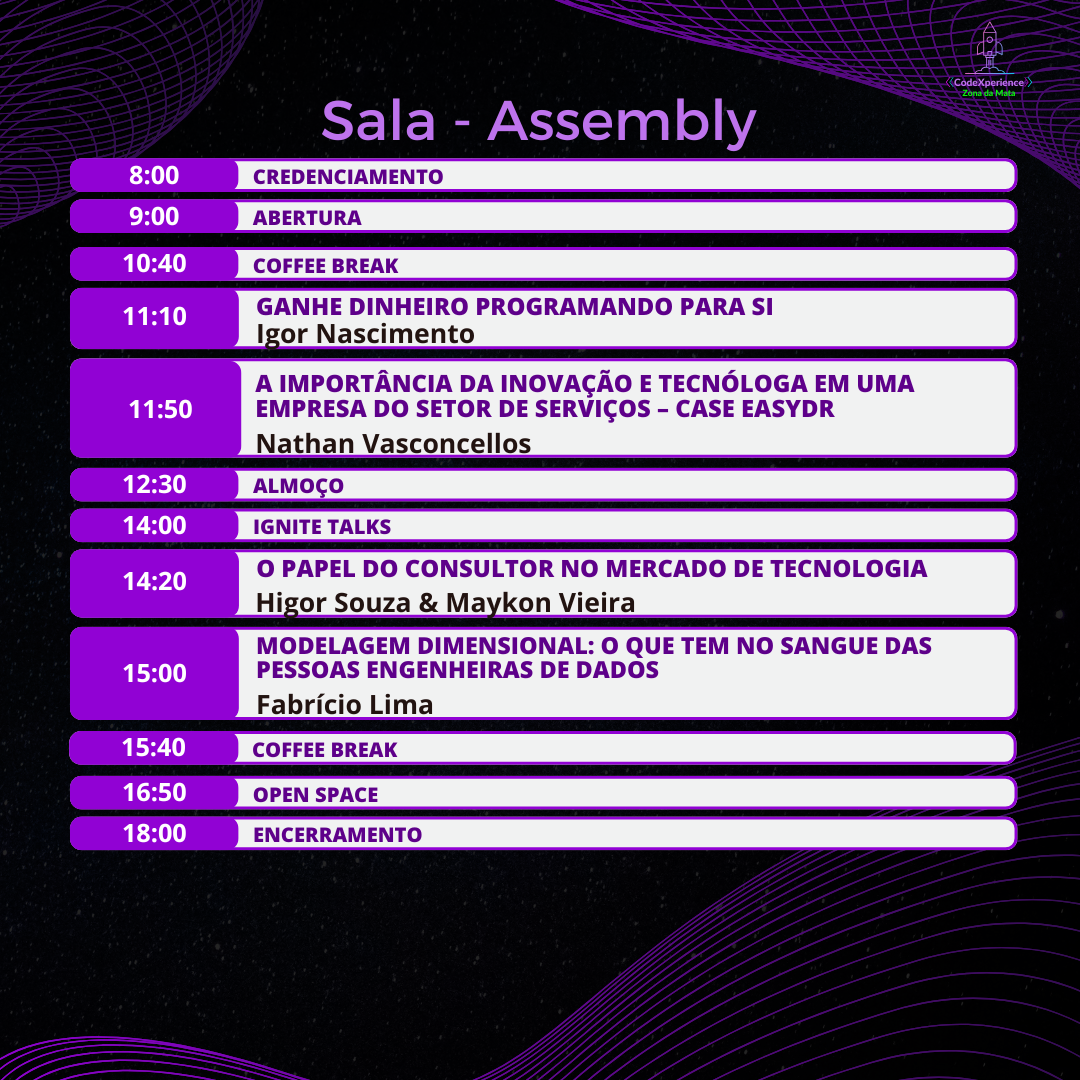 CodeXperience
Zona da Mata
Sala - Assembly
8:00 CREDENCIAMENTO
9:00 ABERTURA
10:40 COFFEE BREAK
11:10 GANHE DINHEIRO PROGRAMANDO PARA SI
Igor Nascimento
11:50 A IMPORTÂNCIA DA INOVAÇÃO E TECNÓLOGA EM UMA
EMPRESA DO SETOR DE SERVIÇOS – CASE EASYDR
Nathan Vasconcellos
12:30 ALMOÇO
14:00 IGNITE TALKS
14:20 O PAPEL DO CONSULTOR NO MERCADO DE TECNOLOGIA
Higor Souza & Maykon Vieira
15:00 MODELAGEM DIMENSIONAL: O QUE TEM NO SANGUE DAS
PESSOAS ENGENHEIRAS DE DADOS
Fabrício Lima
15:40 COFFEE BREAK
16:50 OPEN SPACE
18:00 ENCERRAMENTO